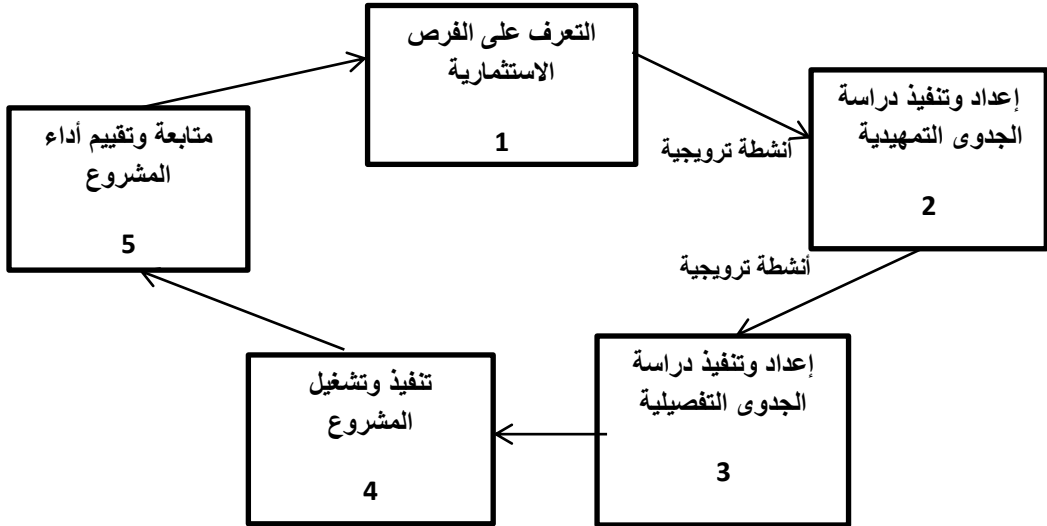 التعرف على الفرص
الاستثمارية
1
أنشطة ترويجية
إعداد وتنفيذ دراسة
الجدوى التمهيدية
2
أنشطة ترويجية
إعداد وتنفيذ دراسة
الجدوى التفصيلية
3
تنفيذ وتشغيل
المشروع
4
متابعة وتقييم أداء
المشروع
5